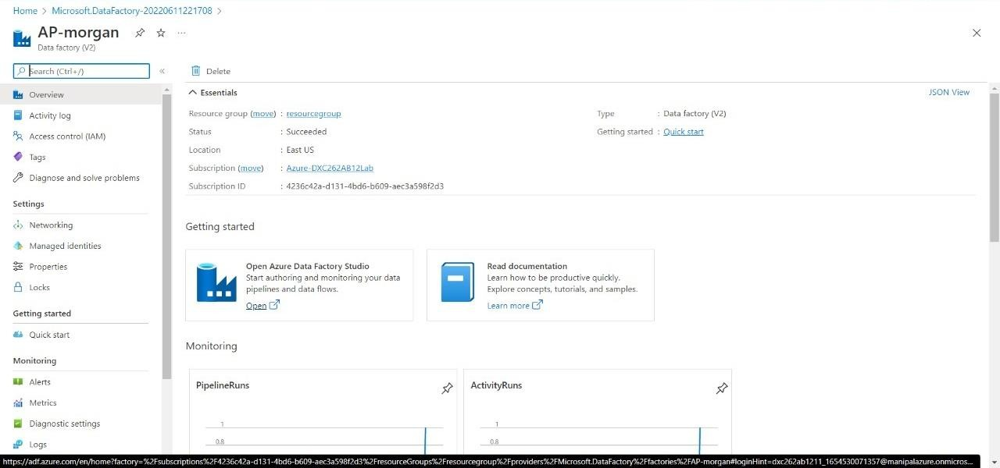 Home > Microsoft.DataFactory-20220611221708 >
AP-morgan
Data factory (V2)
Search (Ctrl+/)
«
Overview
Activity log
Access control (IAM)
Tags
Diagnose and solve problems
Settings
Networking
Managed identities
Properties
Locks
Getting started
Quick start
Monitoring
Alerts
Metrics
Diagnostic settings
Logs
Delete
Essentials
JSON View
Resource group (move) : resourcegroup
Status : Succeeded
Location : East US
Subscription (move) : Azure-DXC262AB12Lab
Subscription ID : 4236c42a-d131-4bd6-b609-aec3a598f2d3
Type : Data factory (V2)
Getting started : Quick start
Getting started
Open Azure Data Factory Studio
Start authoring and monitoring your data
pipelines and data flows.
Open
Read documentation
Learn how to be productive quickly.
Explore concepts, tutorials, and samples.
Learn more
Monitoring
PipelineRuns
1
0.8
ActivityRuns
1
0.8
https://adf.azure.com/en/home?factory=%2Fsubscriptions%2F4236c42a-d131-4bd6-b609-aec3a598f2d3%2FresourceGroups%2Fresourcegroup%2Fproviders%2FMicrosoft.DataFactory%2Ffactories%2FAP-morgan#loginHint=dxc262ab1211_1654530071357@manipalazure.onmicros...